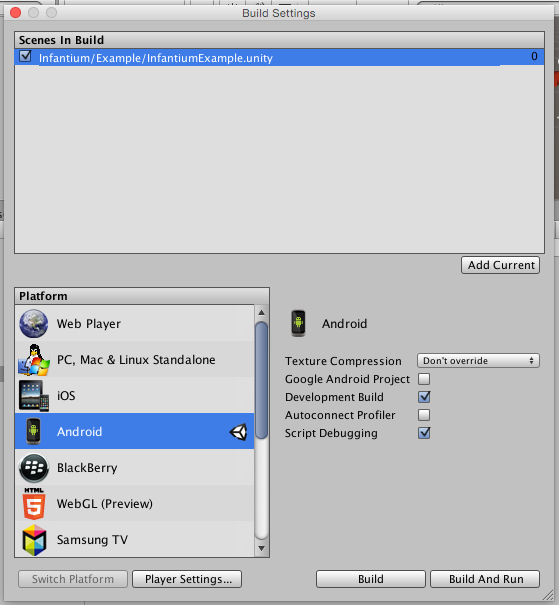 Build Settings
Scenes In Build
Infantium/Example/InfantiumExample.unity 0
Add Current
Platform
Web Player
PC, Mac & Linux Standalone
iOS
Android
BlackBerry
HTML
5
WebGL (Preview)
Samsung TV
Android
Texture Compression Don't override
Google Android Project
Development Build
Autoconnect Profiler
Script Debugging
Switch Platform Player Settings... Build Build And Run